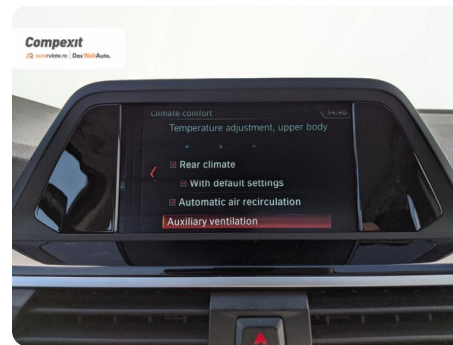 Compexit
autorulate.ro | Das WeltAuto.
Climate comfort 14:40
Temperature adjustment, upper body
Rear climate
With default settings
Automatic air recirculation
Auxiliary ventilation